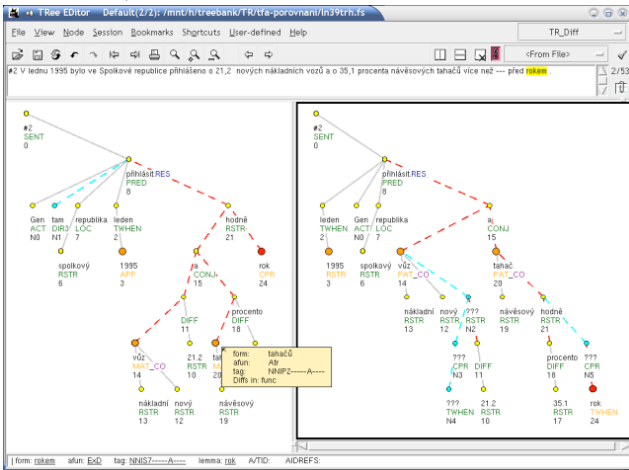 TRee EDitor Default(2/2): /mnt/h/treebank/TR/tfa-porovnani/ln39trh.fs
File View Node Session Bookmarks Shortcuts User-defined Help
TR_Diff
<From File>
#2 V lednu 1995 bylo ve Spolkové republice přihlášeno o 21,2 nových nákladních vozů a o 35,1 procenta návěsových tahačů více než --- před rokem .
2/53
#2
SENT
0
přihlásit.RES
PRED
8
Gen tam republika leden hodně
ACT DIR3 LOC TWHEN RSTR
N0 N1 7 2 21
spolkový 1995 a rok
RSTR APP CONJ CPR
6 3 15 24
DIFF procento
11 DIFF
18
vůz 21.2
MAT_CO RSTR
14 10
form: tahačů
afun: Atr
tag: NNIP2-----A----
Diffs in: func
nákladní nový návěsový
RSTR RSTR RSTR
13 12 19
#2
SENT
0
přihlásit.RES
PRED
8
Gen republika leden a
ACT LOC TWHEN CONJ
N0 7 2 15
1995 spolkový vůz tahač.
RSTR RSTR PAT_CO PAT_CO
3 6 14 20
nákladní nový ??? návěsový hodně
RSTR RSTR RSTR RSTR RSTR
13 12 N2 19 21
??? DIFF procento ???
CPR 11 DIFF CPR
N3 18 N5
??? 21.2 35.1 rok
TWHEN RSTR RSTR TWHEN
N4 10 17 24
form: rokem afun: ExD tag: NNIS7-----A---- lemma: rok A/TID: AIDREFS: